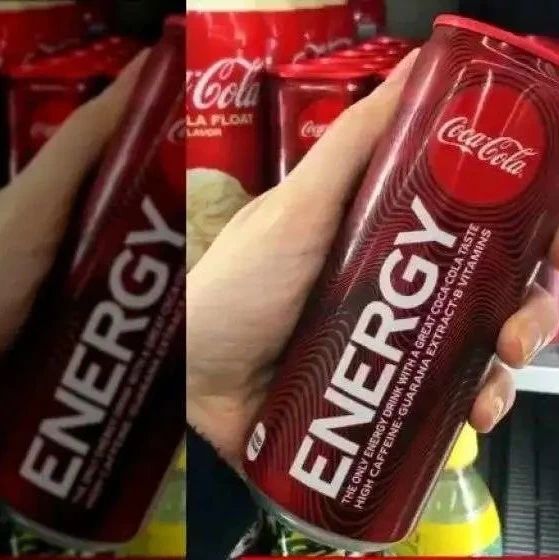 Coca-Cola
ENERGY
THE ONLY ENERGY DRINK WITH A GREAT COCA-COLA TASTE
HIGH CAFFEINE·GUARANA EXTRACT·B VITAMINS
Cola
LA FLOAT
LAVOR
Coca
ENERGY